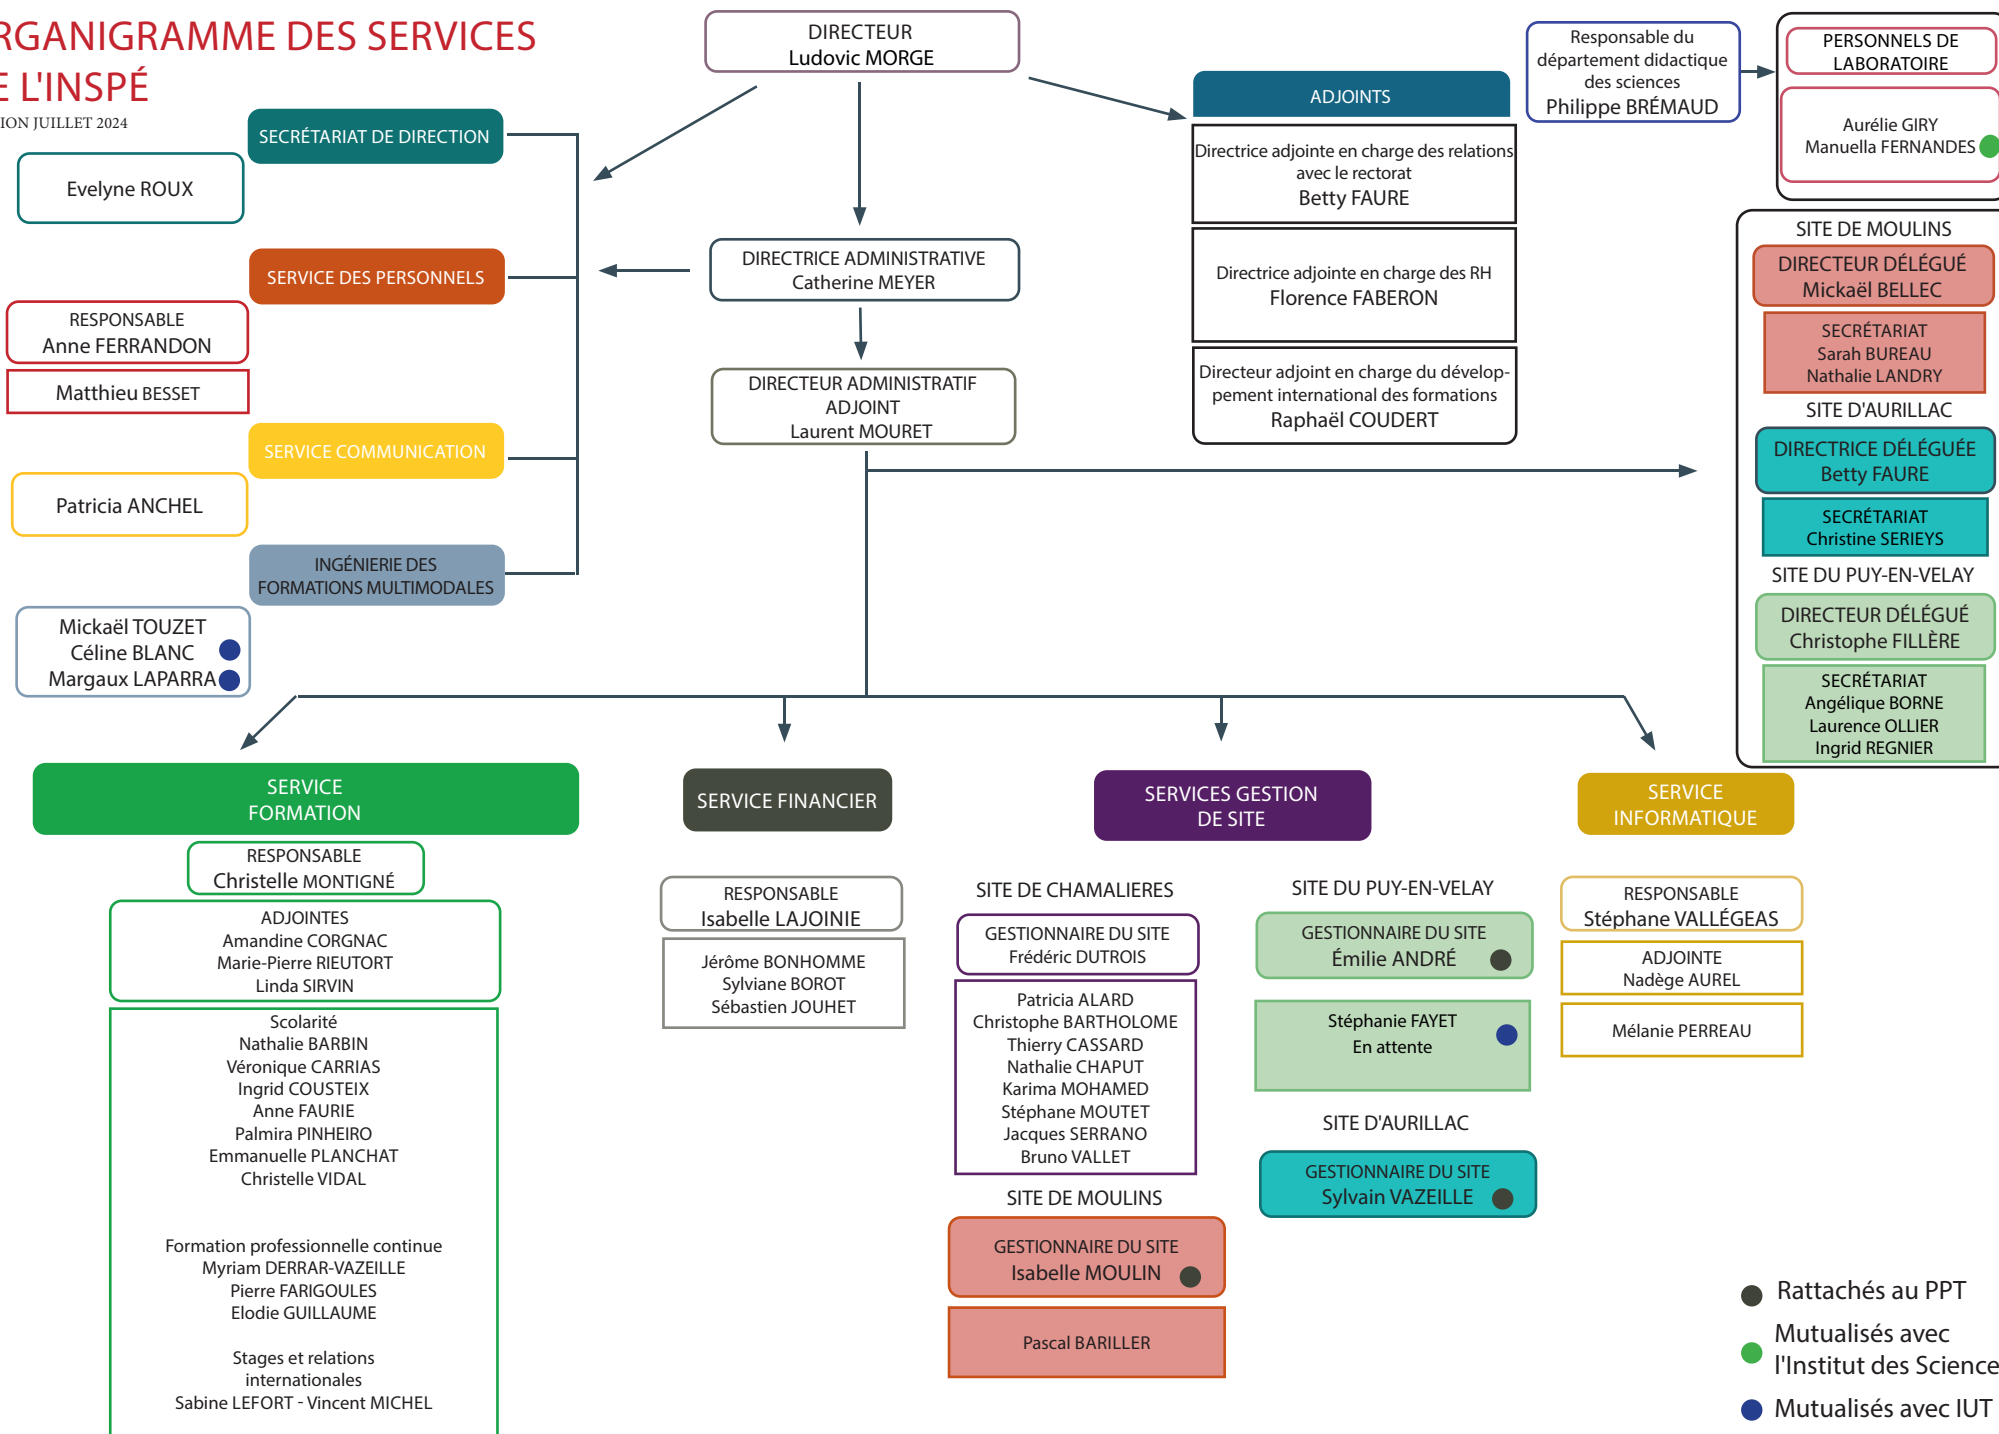 RGANIGRAMME DES SERVICES
E L'INSPÉ
ION JUILLET 2024
DIRECTEUR
Ludovic MORGE
SECRÉTARIAT DE DIRECTION
Evelyne ROUX
SERVICE DES PERSONNELS
RESPONSABLE
Anne FERRANDON
Matthieu BESSET
SERVICE COMMUNICATION
Patricia ANCHEL
INGÉNIERIE DES
FORMATIONS MULTIMODALES
Mickaël TOUZET
Céline BLANC
Margaux LAPARRA
DIRECTRICE ADMINISTRATIVE
Catherine MEYER
DIRECTEUR ADMINISTRATIF
ADJOINT
Laurent MOURET
ADJOINTS
Directrice adjointe en charge des relations
avec le rectorat
Betty FAURE
Directrice adjointe en charge des RH
Florence FABERON
Directeur adjoint en charge du dévelop-
pement international des formations
Raphaël COUDERT
Responsable du
département didactique
des sciences
Philippe BRÉMAUD
PERSONNELS DE
LABORATOIRE
Aurélie GIRY
Manuella FERNANDES
SITE DE MOULINS
DIRECTEUR DÉLÉGUÉ
Mickaël BELLEC
SECRÉTARIAT
Sarah BUREAU
Nathalie LANDRY
SITE D'AURILLAC
DIRECTRICE DÉLÉGUÉE
Betty FAURE
SECRÉTARIAT
Christine SERIEYS
SITE DU PUY-EN-VELAY
DIRECTEUR DÉLÉGUÉ
Christophe FILLÈRE
SECRÉTARIAT
Angélique BORNE
Laurence OLLIER
Ingrid REGNIER
SERVICE
FORMATION
RESPONSABLE
Christelle MONTIGNÉ
ADJOINTES
Amandine CORGNAC
Marie-Pierre RIEUTORT
Linda SIRVIN
Scolarité
Nathalie BARBIN
Véronique CARRIAS
Ingrid COUSTEIX
Anne FAURIE
Palmira PINHEIRO
Emmanuelle PLANCHAT
Christelle VIDAL
Formation professionnelle continue
Myriam DERRAR-VAZEILLE
Pierre FARIGOULES
Elodie GUILLAUME
Stages et relations
internationales
Sabine LEFORT - Vincent MICHEL
SERVICE FINANCIER
RESPONSABLE
Isabelle LAJOINIE
Jérôme BONHOMME
Sylviane BOROT
Sébastien JOUHET
SERVICES GESTION
DE SITE
SITE DE CHAMALIERES
GESTIONNAIRE DU SITE
Frédéric DUTROIS
Patricia ALARD
Christophe BARTHOLOME
Thierry CASSARD
Nathalie CHAPUT
Karima MOHAMED
Stéphane MOUTET
Jacques SERRANO
Bruno VALLET
SITE DE MOULINS
GESTIONNAIRE DU SITE
Isabelle MOULIN
Pascal BARILLER
SITE DU PUY-EN-VELAY
GESTIONNAIRE DU SITE
Émilie ANDRÉ
Stéphanie FAYET
En attente
SITE D'AURILLAC
GESTIONNAIRE DU SITE
Sylvain VAZEILLE
SERVICE
INFORMATIQUE
RESPONSABLE
Stéphane VALLÉGEAS
ADJOINTE
Nadège AUREL
Mélanie PERREAU
Rattachés au PPT
Mutualisés avec
l'Institut des Science
Mutualisés avec IUT